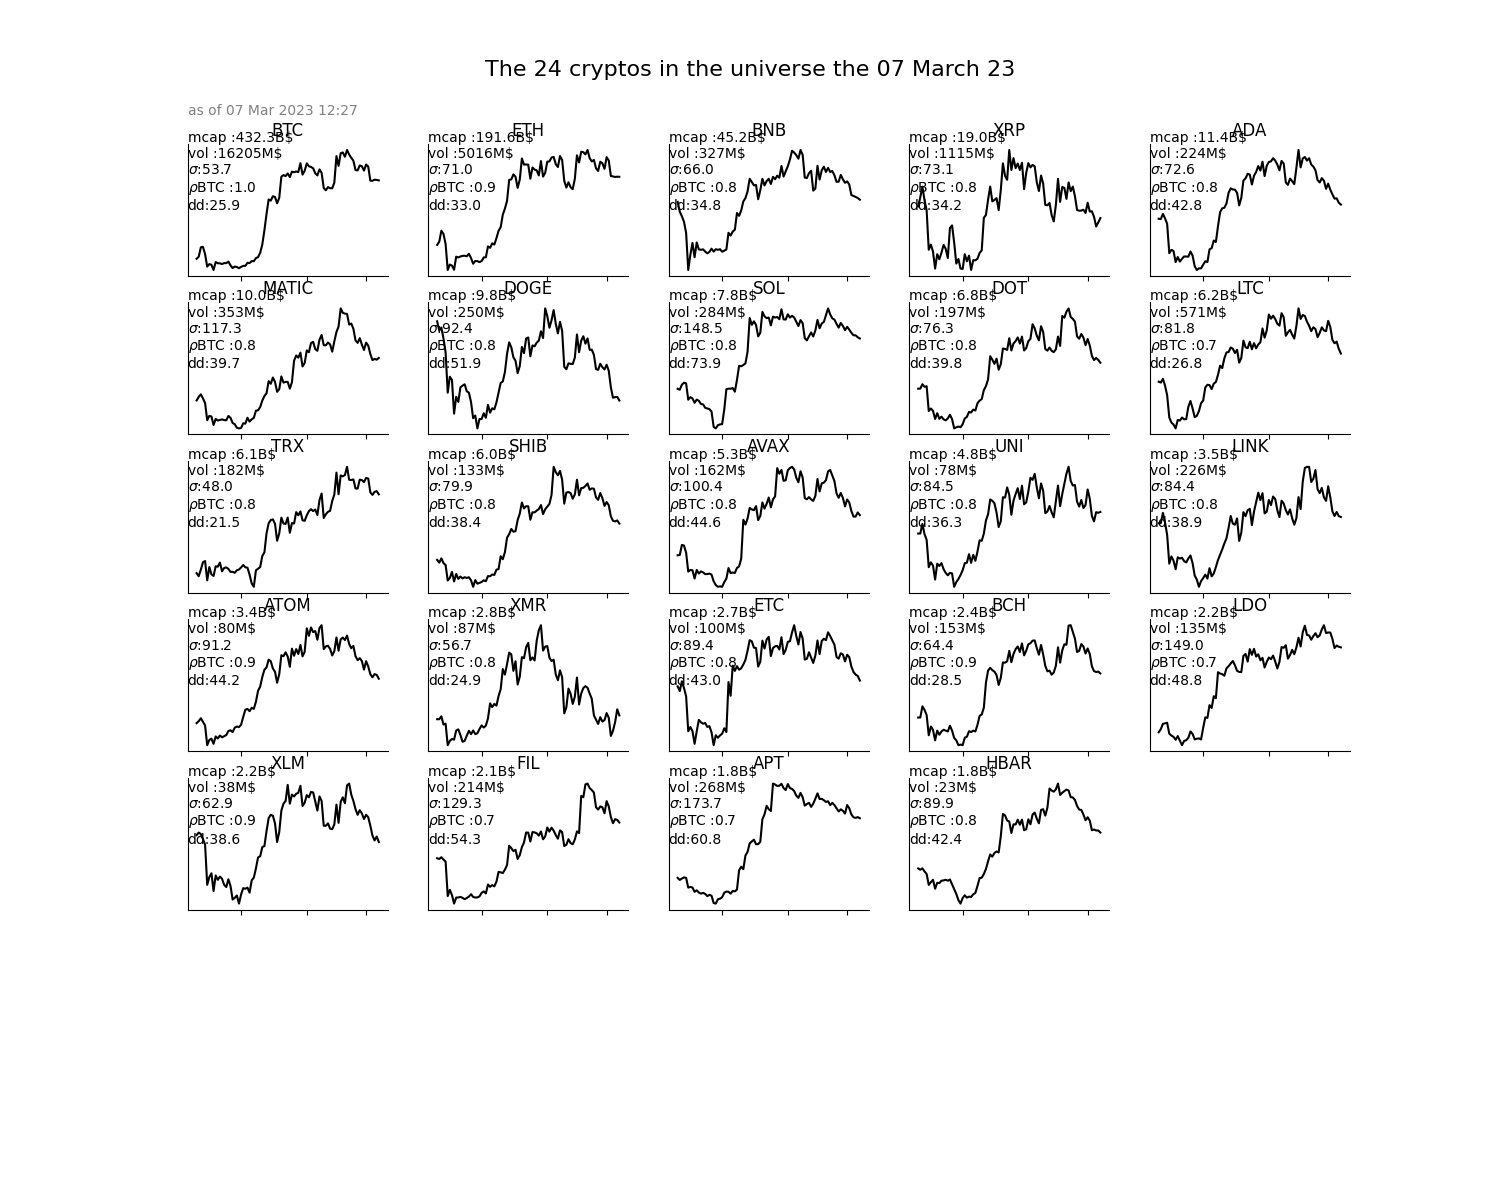 The 24 cryptos in the universe the 07 March 23
as of 07 Mar 2023 12:27
BTC
mcap :432.3B$
vol :16205M$
σ:53.7
ρBTC :1.0
dd:25.9
ETH
mcap :191.6B$
vol :5016M$
σ:71.0
ρBTC :0.9
dd:33.0
BNB
mcap :45.2B$
vol :327M$
σ:66.0
ρBTC :0.8
dd:34.8
XRP
mcap :19.0B$
vol :1115M$
σ:73.1
ρBTC :0.8
dd:34.2
ADA
mcap :11.4B$
vol :224M$
σ:72.6
ρBTC :0.8
dd:42.8
MATIC
mcap :10.0B$
vol :353M$
σ:117.3
ρBTC :0.8
dd:39.7
DOGE
mcap :9.8B$
vol :250M$
σ:92.4
ρBTC :0.8
dd:51.9
SOL
mcap :7.8B$
vol :284M$
σ:148.5
ρBTC :0.8
dd:73.9
DOT
mcap :6.8B$
vol :197M$
σ:76.3
ρBTC :0.8
dd:39.8
LTC
mcap :6.2B$
vol :571M$
σ:81.8
ρBTC :0.7
dd:26.8
TRX
mcap :6.1B$
vol :182M$
σ:48.0
ρBTC :0.8
dd:21.5
SHIB
mcap :6.0B$
vol :133M$
σ:79.9
ρBTC :0.8
dd:38.4
AVAX
mcap :5.3B$
vol :162M$
σ:100.4
ρBTC :0.8
dd:44.6
UNI
mcap :4.8B$
vol :78M$
σ:84.5
ρBTC :0.8
dd:36.3
LINK
mcap :3.5B$
vol :226M$
σ:84.4
ρBTC :0.8
dd:38.9
ATOM
mcap :3.4B$
vol :80M$
σ:91.2
ρBTC :0.9
dd:44.2
XMR
mcap :2.8B$
vol :87M$
σ:56.7
ρBTC :0.8
dd:24.9
ETC
mcap :2.7B$
vol :100M$
σ:89.4
ρBTC :0.8
dd:43.0
BCH
mcap :2.4B$
vol :153M$
σ:64.4
ρBTC :0.9
dd:28.5
LDO
mcap :2.2B$
vol :135M$
σ:149.0
ρBTC :0.7
dd:48.8
XLM
mcap :2.2B$
vol :38M$
σ:62.9
ρBTC :0.9
dd:38.6
FIL
mcap :2.1B$
vol :214M$
σ:129.3
ρBTC :0.7
dd:54.3
APT
mcap :1.8B$
vol :268M$
σ:173.7
ρBTC :0.7
dd:60.8
HBAR
mcap :1.8B$
vol :23M$
σ:89.9
ρBTC :0.8
dd:42.4